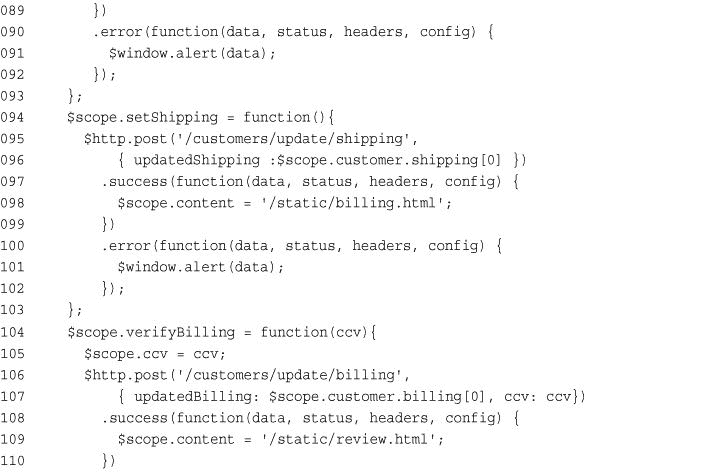 089        })
090        .error(function(data, status, headers, config) {
091          $window.alert(data);
092        });
093     };
094     $scope.setShipping = function(){
095       $http.post('/customers/update/shipping',
096           { updatedShipping :$scope.customer.shipping[0] })
097         .success(function(data, status, headers, config) {
098           $scope.content = '/static/billing.html';
099         })
100         .error(function(data, status, headers, config) {
101           $window.alert(data);
102         });
103     };
104     $scope.verifyBilling = function(ccv){
105       $scope.ccv = ccv;
106       $http.post('/customers/update/billing',
107           { updatedBilling: $scope.customer.billing[0], ccv: ccv})
108         .success(function(data, status, headers, config) {
109           $scope.content = '/static/review.html';
110         })